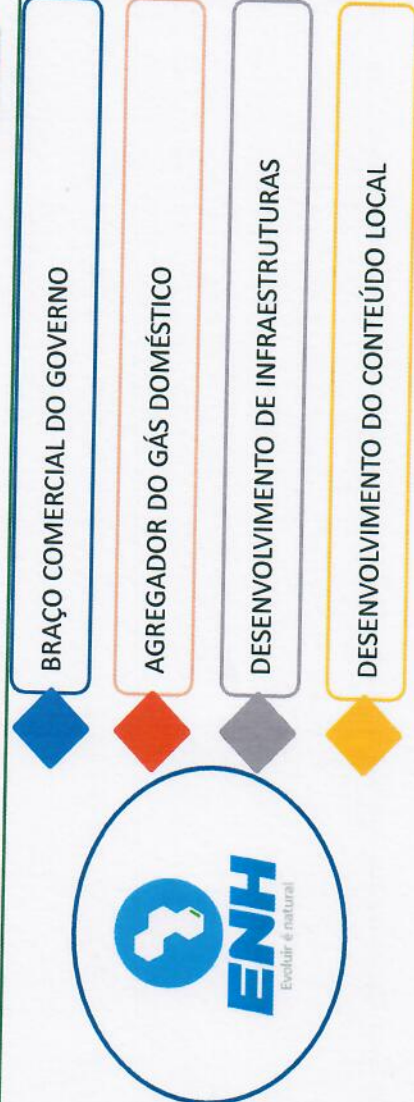 ENH
Evoluir é natural
BRAÇO COMERCIAL DO GOVERNO
AGREGADOR DO GÁS DOMÉSTICO
DESENVOLVIMENTO DE INFRAESTRUTURAS
DESENVOLVIMENTO DO CONTEÚDO LOCAL